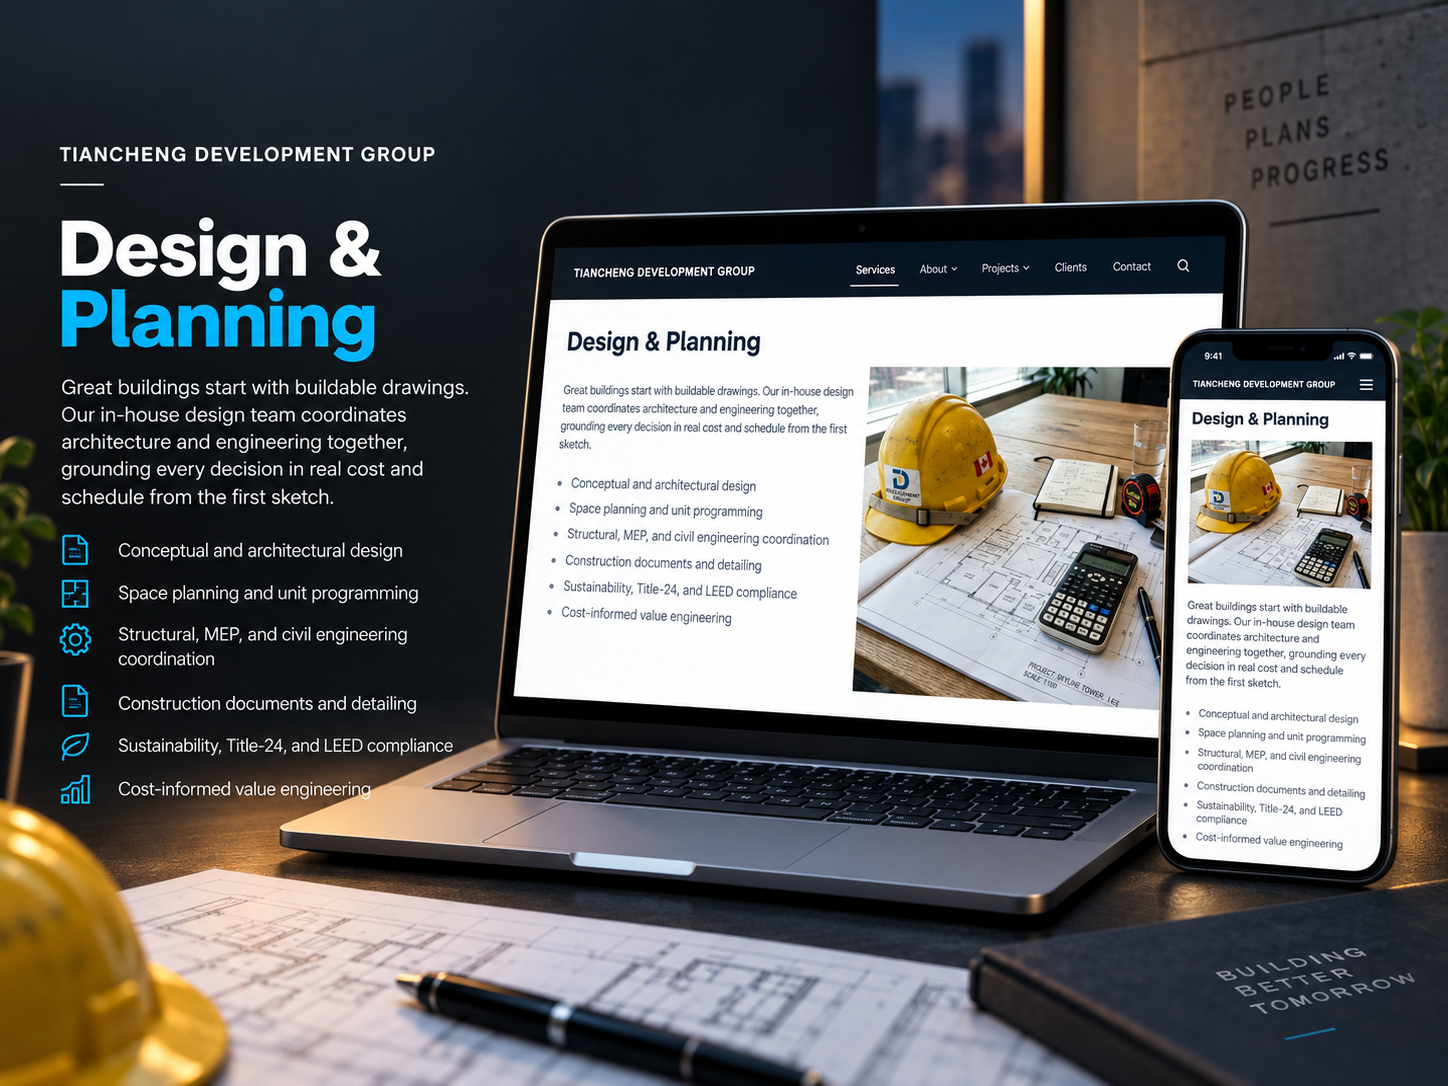 TIANCHENG DEVELOPMENT GROUP
Design &
Planning
Great buildings start with buildable drawings.
Our in-house design team coordinates
architecture and engineering together,
grounding every decision in real cost and
schedule from the first sketch.
Conceptual and architectural design
Space planning and unit programming
Structural, MEP, and civil engineering
coordination
Construction documents and detailing
Sustainability, Title-24, and LEED compliance
Cost-informed value engineering
PEOPLE
PLANS
PROGRESS
TIANCHENG DEVELOPMENT GROUP
Services
About
Projects
Clients
Contact
Design & Planning
Great buildings start with buildable drawings. Our in-house design
team coordinates architecture and engineering together,
grounding every decision in real cost and schedule from the first
sketch.
Conceptual and architectural design
Space planning and unit programming
Structural, MEP, and civil engineering coordination
Construction documents and detailing
Sustainability, Title-24, and LEED compliance
Cost-informed value engineering
D
DEVELOPMENT
GROUP
PROJECT: SKYLINE TOWER,
SCALE 1:100
9:41
TIANCHENG DEVELOPMENT GROUP
Design & Planning
Great buildings start with buildable
drawings. Our in-house design team
coordinates architecture and
engineering together, grounding every
decision in real cost and schedule
from the first sketch.
Conceptual and architectural design
Space planning and unit programming
Structural, MEP, and civil engineering
coordination
Construction documents and detailing
Sustainability, Title-24, and LEED
compliance
Cost-informed value engineering
BUILDING
BETTER
TOMORROW